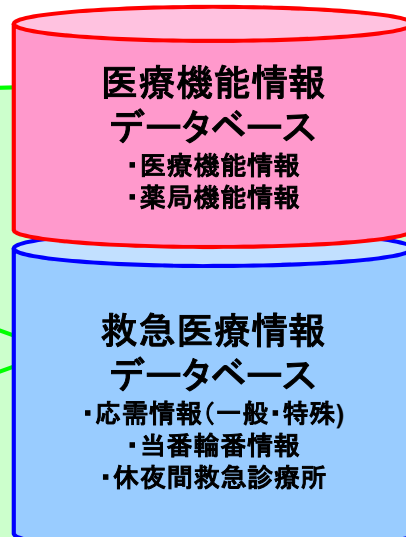 医療機能情報
データベース
・医療機能情報
・薬局機能情報
救急医療情報
データベース
・応需情報(一般・特殊)
・当番輪番情報
・休夜間救急診療所